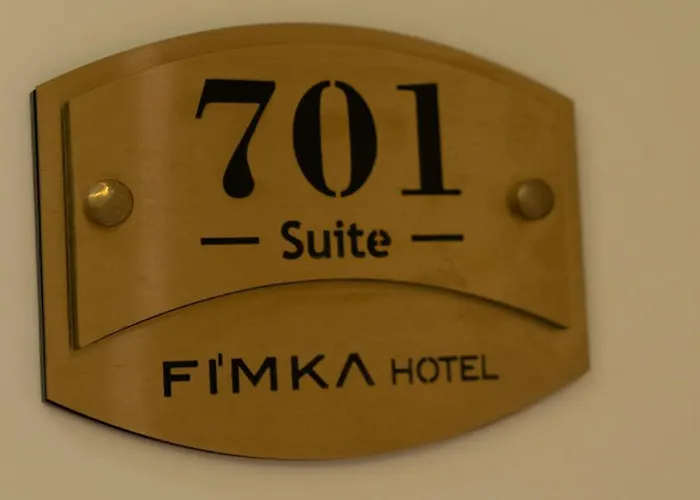 701
— Suite —
FI'MKA HOTEL